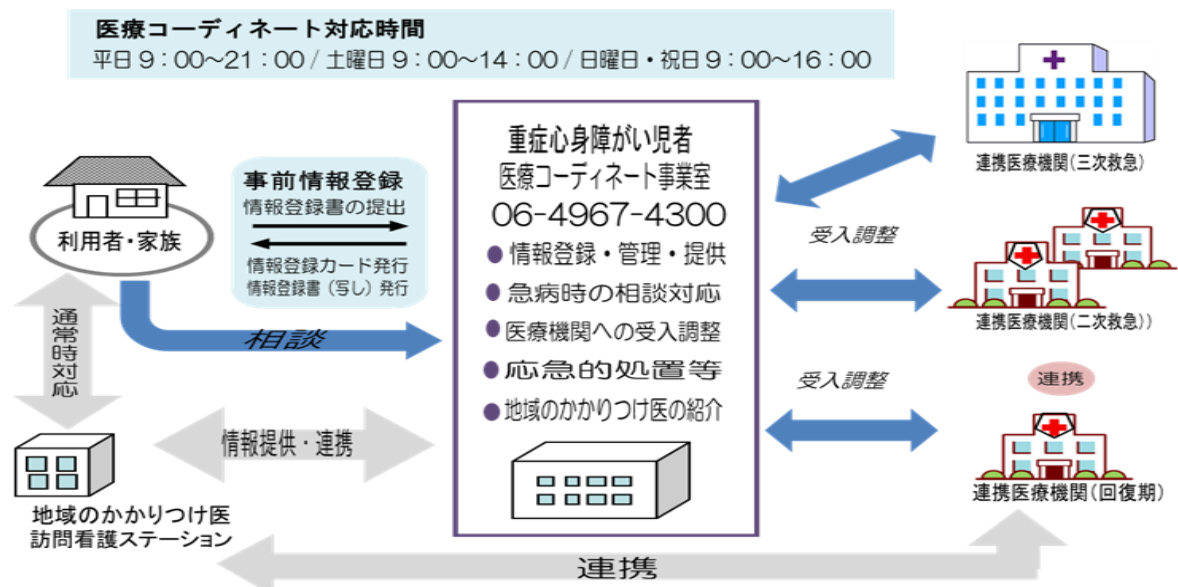 医療コーディネート対応時間
平日9：00～21：00 / 土曜日9：00～14：00 / 日曜日・祝日9：00～16：00
利用者・家族
事前情報登録
情報登録書の提出
情報登録カード発行
情報登録書（写し）発行
相談
通常時対応
情報提供・連携
地域のかかりつけ医
訪問看護ステーション
重症心身障がい児者
医療コーディネート事業室
06-4967-4300
●情報登録・管理・提供
●急病時の相談対応
●医療機関への受入調整
●応急的処置等
●地域のかかりつけ医の紹介
連携医療機関（三次救急）
受入調整
連携医療機関（二次救急））
受入調整
連携
連携医療機関（回復期）
連携